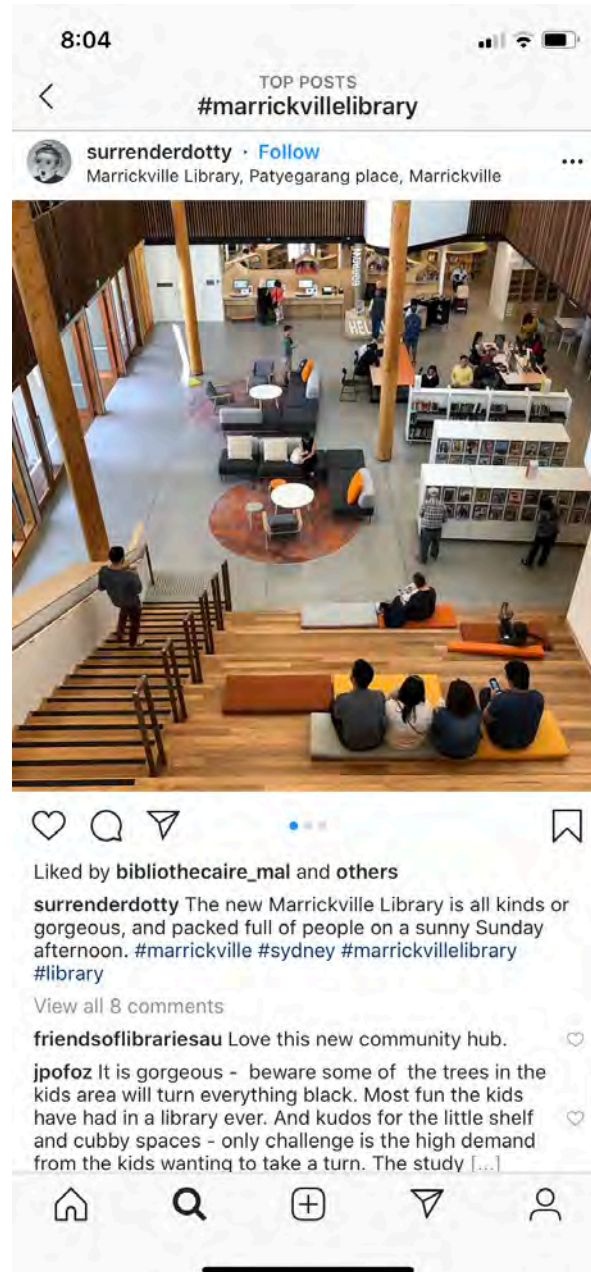 8:04
TOP POSTS
#marrickvillelibrary
surrenderdotty · Follow
Marrickville Library, Patyegarang place, Marrickville
BORROW
HELLO
Liked by bibliothecaire_mal and others
surrenderdotty The new Marrickville Library is all kinds or
gorgeous, and packed full of people on a sunny Sunday
afternoon. #marrickville #sydney #marrickvillelibrary
#library
View all 8 comments
friendsoflibrariesau Love this new community hub.
jpofoz It is gorgeous - beware some of the trees in the
kids area will turn everything black. Most fun the kids
have had in a library ever. And kudos for the little shelf
and cubby spaces - only challenge is the high demand
from the kids wanting to take a turn. The study [...]